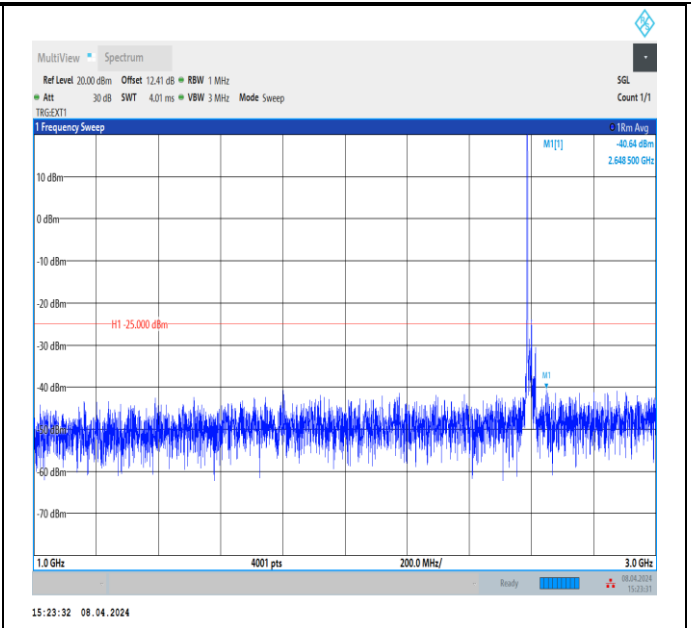 R S
MultiView Spectrum
Ref Level 20.00 dBm Offset 12.41 dB RBW 1 MHz SGL
Att 30 dB SWT 4.01 ms VBW 3 MHz Mode Sweep Count 1/1
TRG:EXT1
1 Frequency Sweep 1Rm Avg
M1[1] -40.64 dBm
2.648 500 GHz
10 dBm
0 dBm
-10 dBm
-20 dBm
H1 -25.000 dBm
-30 dBm
M1
-40 dBm
-50 dBm
-60 dBm
-70 dBm
1.0 GHz 4001 pts 200.0 MHz/ 3.0 GHz
Ready 08.04.2024
15:23:31
15:23:32 08.04.2024